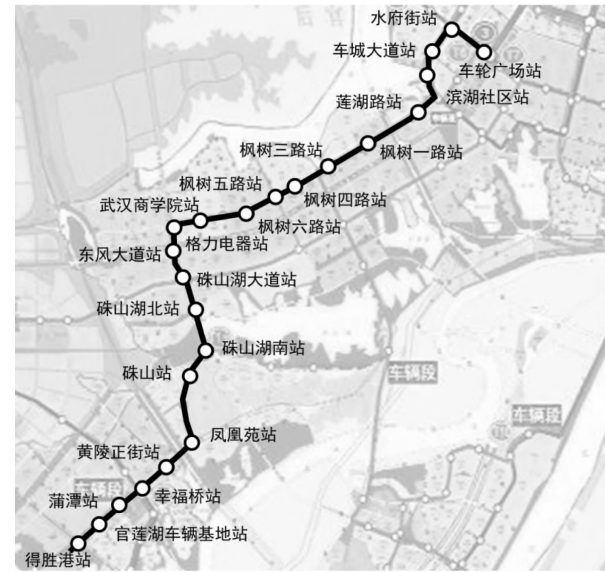 水府街站
车城大道站
车轮广场站
莲湖路站
滨湖社区站
枫树一路站
枫树三路站
枫树四路站
枫树五路站
枫树六路站
武汉商学院站
格力电器站
东风大道站
硃山湖大道站
硃山湖北站
硃山湖南站
硃山站
车辆段
车辆段
凤凰苑站
黄陵正街站
幸福桥站
蒲潭站
官莲湖车辆基地站
得胜港站